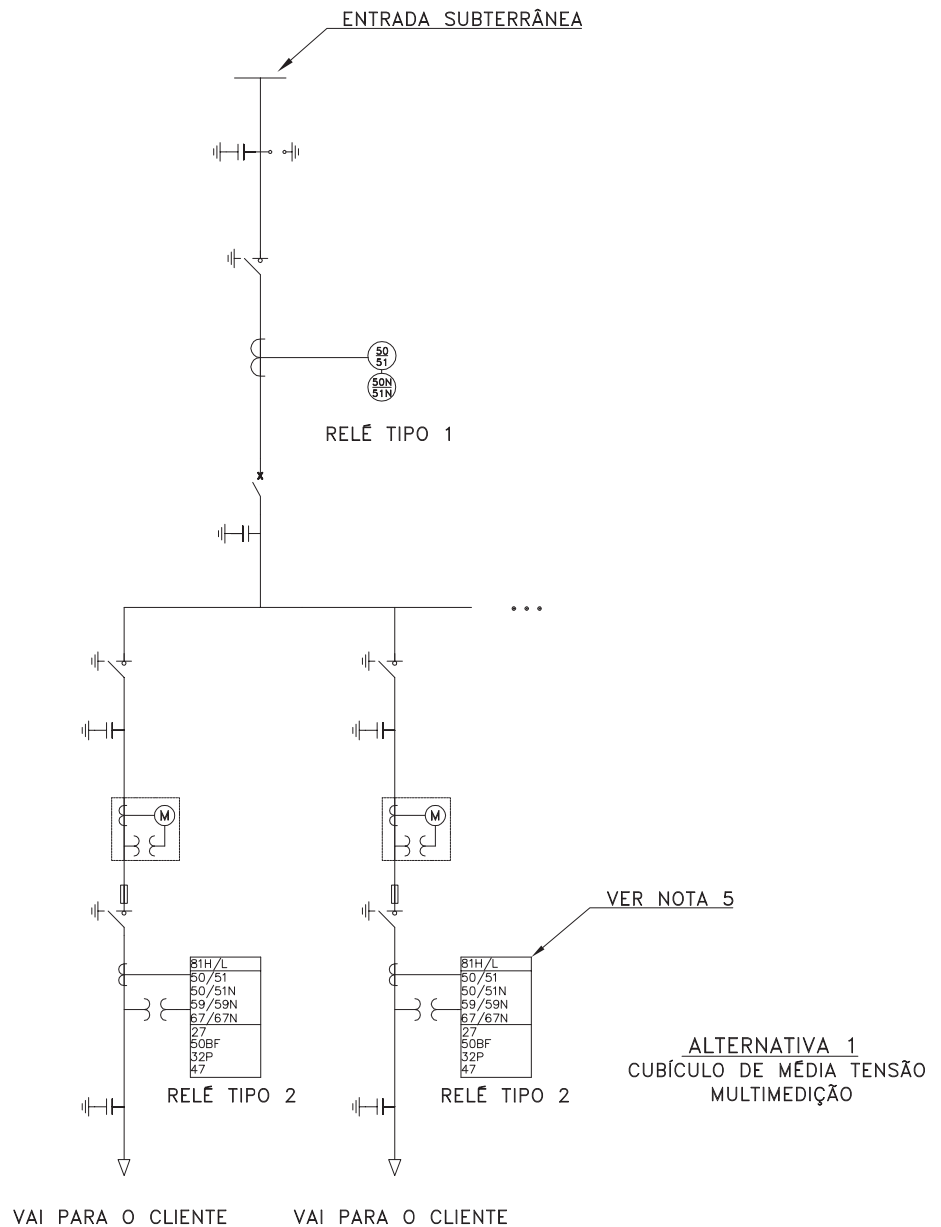 ENTRADA SUBTERRÂNEA
50
51
50N
51N
RELÉ TIPO 1
...
M
M
VER NOTA 5
81H/L
50/51
50/51N
59/59N
67/67N
27
50BF
32P
47
RELÉ TIPO 2
81H/L
50/51
50/51N
59/59N
67/67N
27
50BF
32P
47
RELÉ TIPO 2
ALTERNATIVA 1
CUBÍCULO DE MÉDIA TENSÃO
MULTIMEDIÇÃO
VAI PARA O CLIENTE
VAI PARA O CLIENTE